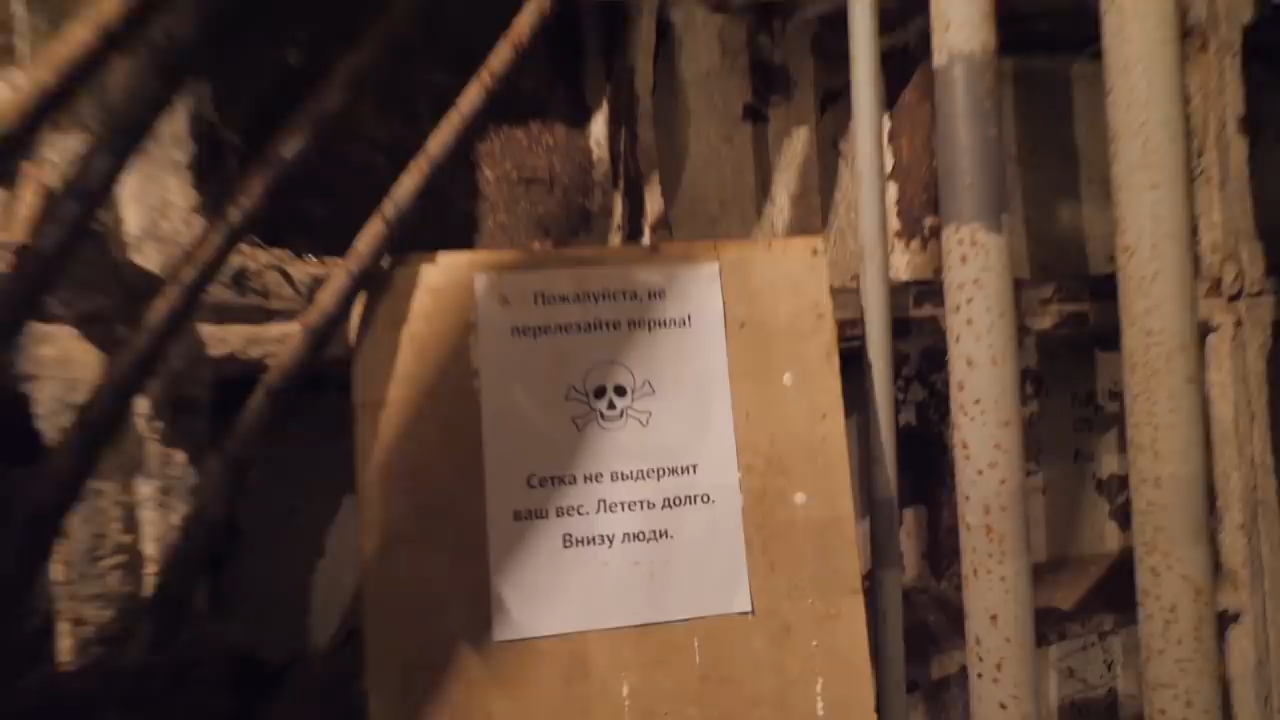 Пожалуйста, не
перелезайте перила!
Сетка не выдержит
ваш вес. Лететь долго.
Внизу люди.